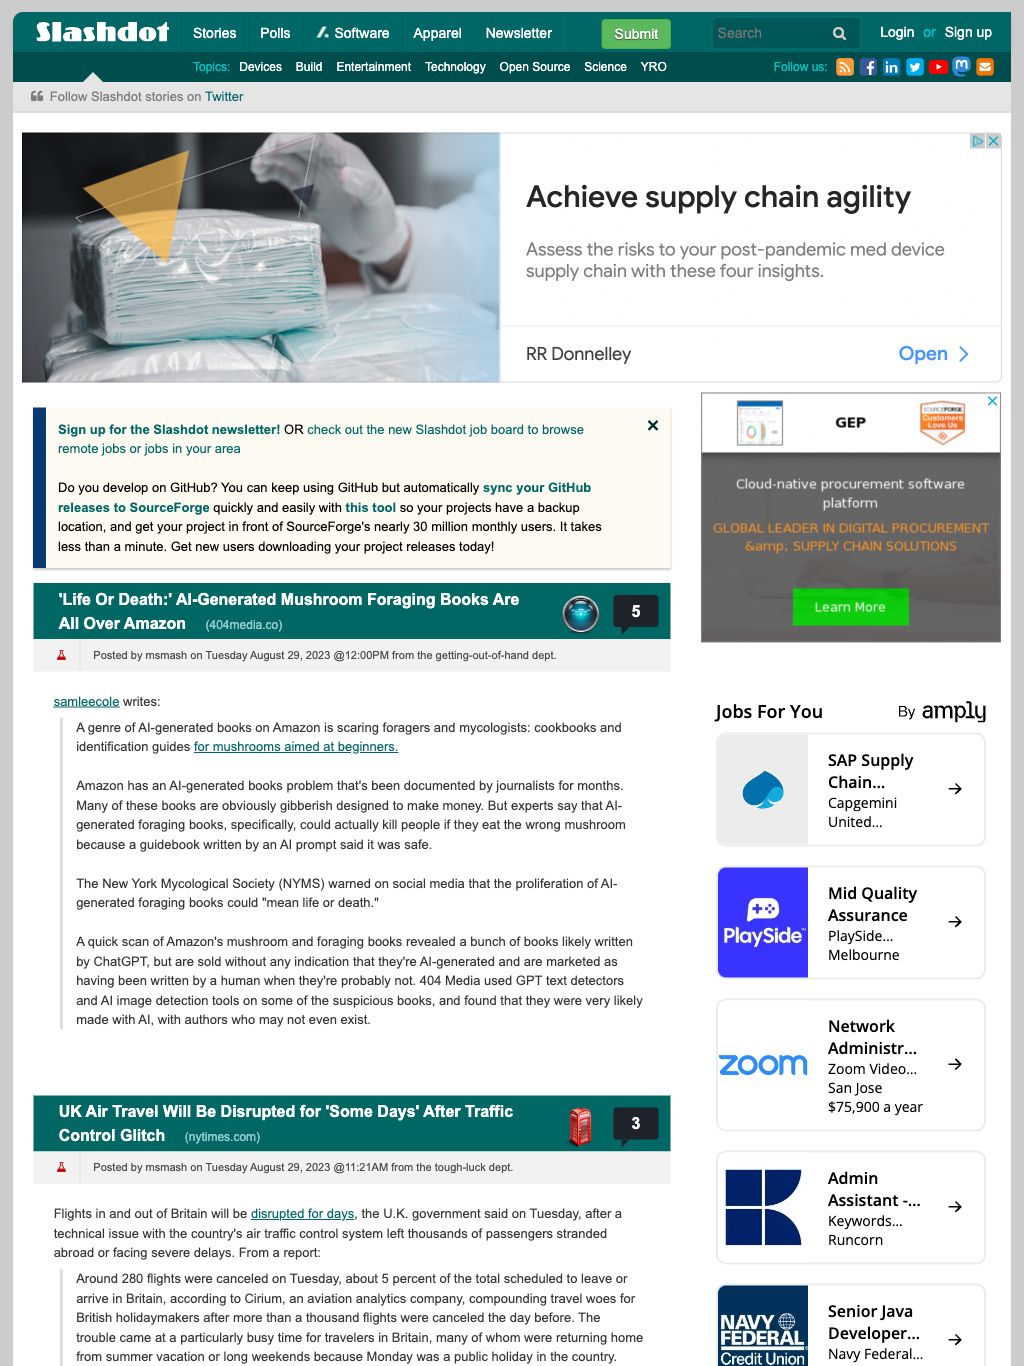 Slashdot
Stories
Polls
Software
Apparel
Newsletter
Submit
Search
Login or Sign up
Topics: Devices Build Entertainment Technology Open Source Science YRO
Follow us:
Follow Slashdot stories on Twitter
Achieve supply chain agility
Assess the risks to your post-pandemic med device
supply chain with these four insights.
RR Donnelley
Open
Sign up for the Slashdot newsletter! OR check out the new Slashdot job board to browse
remote jobs or jobs in your area
Do you develop on GitHub? You can keep using GitHub but automatically sync your GitHub
releases to SourceForge quickly and easily with this tool so your projects have a backup
location, and get your project in front of SourceForge's nearly 30 million monthly users. It takes
less than a minute. Get new users downloading your project releases today!
'Life Or Death:' AI-Generated Mushroom Foraging Books Are
All Over Amazon (404media.co)
5
Posted by msmash on Tuesday August 29, 2023 @12:00PM from the getting-out-of-hand dept.
samleecole writes:
A genre of AI-generated books on Amazon is scaring foragers and mycologists: cookbooks and
identification guides for mushrooms aimed at beginners.
Amazon has an AI-generated books problem that's been documented by journalists for months.
Many of these books are obviously gibberish designed to make money. But experts say that AI-
generated foraging books, specifically, could actually kill people if they eat the wrong mushroom
because a guidebook written by an AI prompt said it was safe.
The New York Mycological Society (NYMS) warned on social media that the proliferation of AI-
generated foraging books could "mean life or death."
A quick scan of Amazon's mushroom and foraging books revealed a bunch of books likely written
by ChatGPT, but are sold without any indication that they're AI-generated and are marketed as
having been written by a human when they're probably not. 404 Media used GPT text detectors
and AI image detection tools on some of the suspicious books, and found that they were very likely
made with AI, with authors who may not even exist.
UK Air Travel Will Be Disrupted for 'Some Days' After Traffic
Control Glitch (nytimes.com)
3
Posted by msmash on Tuesday August 29, 2023 @11:21AM from the tough-luck dept.
Flights in and out of Britain will be disrupted for days, the U.K. government said on Tuesday, after a
technical issue with the country's air traffic control system left thousands of passengers stranded
abroad or facing severe delays. From a report:
Around 280 flights were canceled on Tuesday, about 5 percent of the total scheduled to leave or
arrive in Britain, according to Cirium, an aviation analytics company, compounding travel woes for
British holidaymakers after more than a thousand flights were canceled the day before. The
trouble came at a particularly busy time for travelers in Britain, many of whom were returning home
from summer vacation or long weekends because Monday was a public holiday in the country.
GEP
SOURCEFORGE
Customers
Love Us
Cloud-native procurement software
platform
GLOBAL LEADER IN DIGITAL PROCUREMENT
&amp; SUPPLY CHAIN SOLUTIONS
Learn More
Jobs For You
By amply
SAP Supply
Chain...
Capgemini
United...
PlaySide
Mid Quality
Assurance
PlaySide...
Melbourne
zoom
Network
Administr...
Zoom Video...
San Jose
$75,900 a year
Admin
Assistant -...
Keywords...
Runcorn
NAVY
FEDERAL
Credit Union
Senior Java
Developer...
Navy Federal...